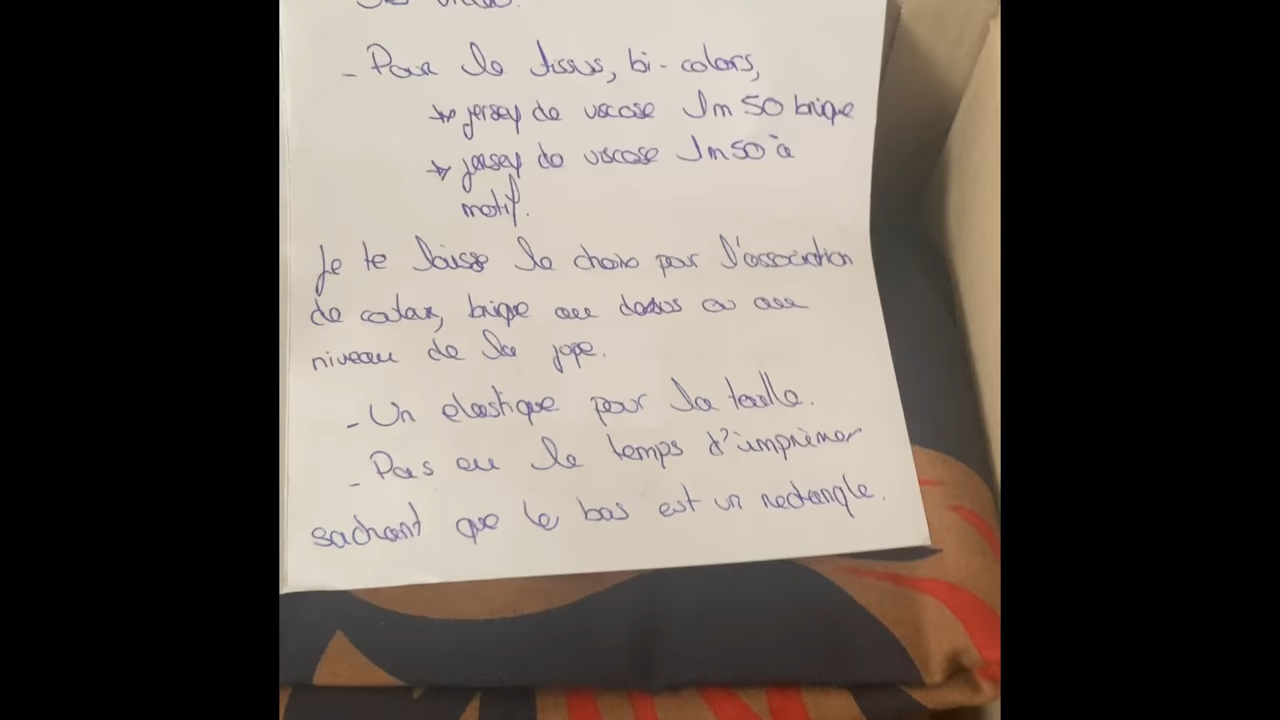 - Pour le tissus, bi-colors,
→ jersey de viscose 1m50 brique
→ jersey de viscose 1m50 à
motif.
Je te laisse le choix pour l'association
de color, brique au dessus ou au
niveau de la jupe.
- Un elastique pour la taille.
- Pas eu le temps d'imprimer
sachant que le bas est un rectangle.